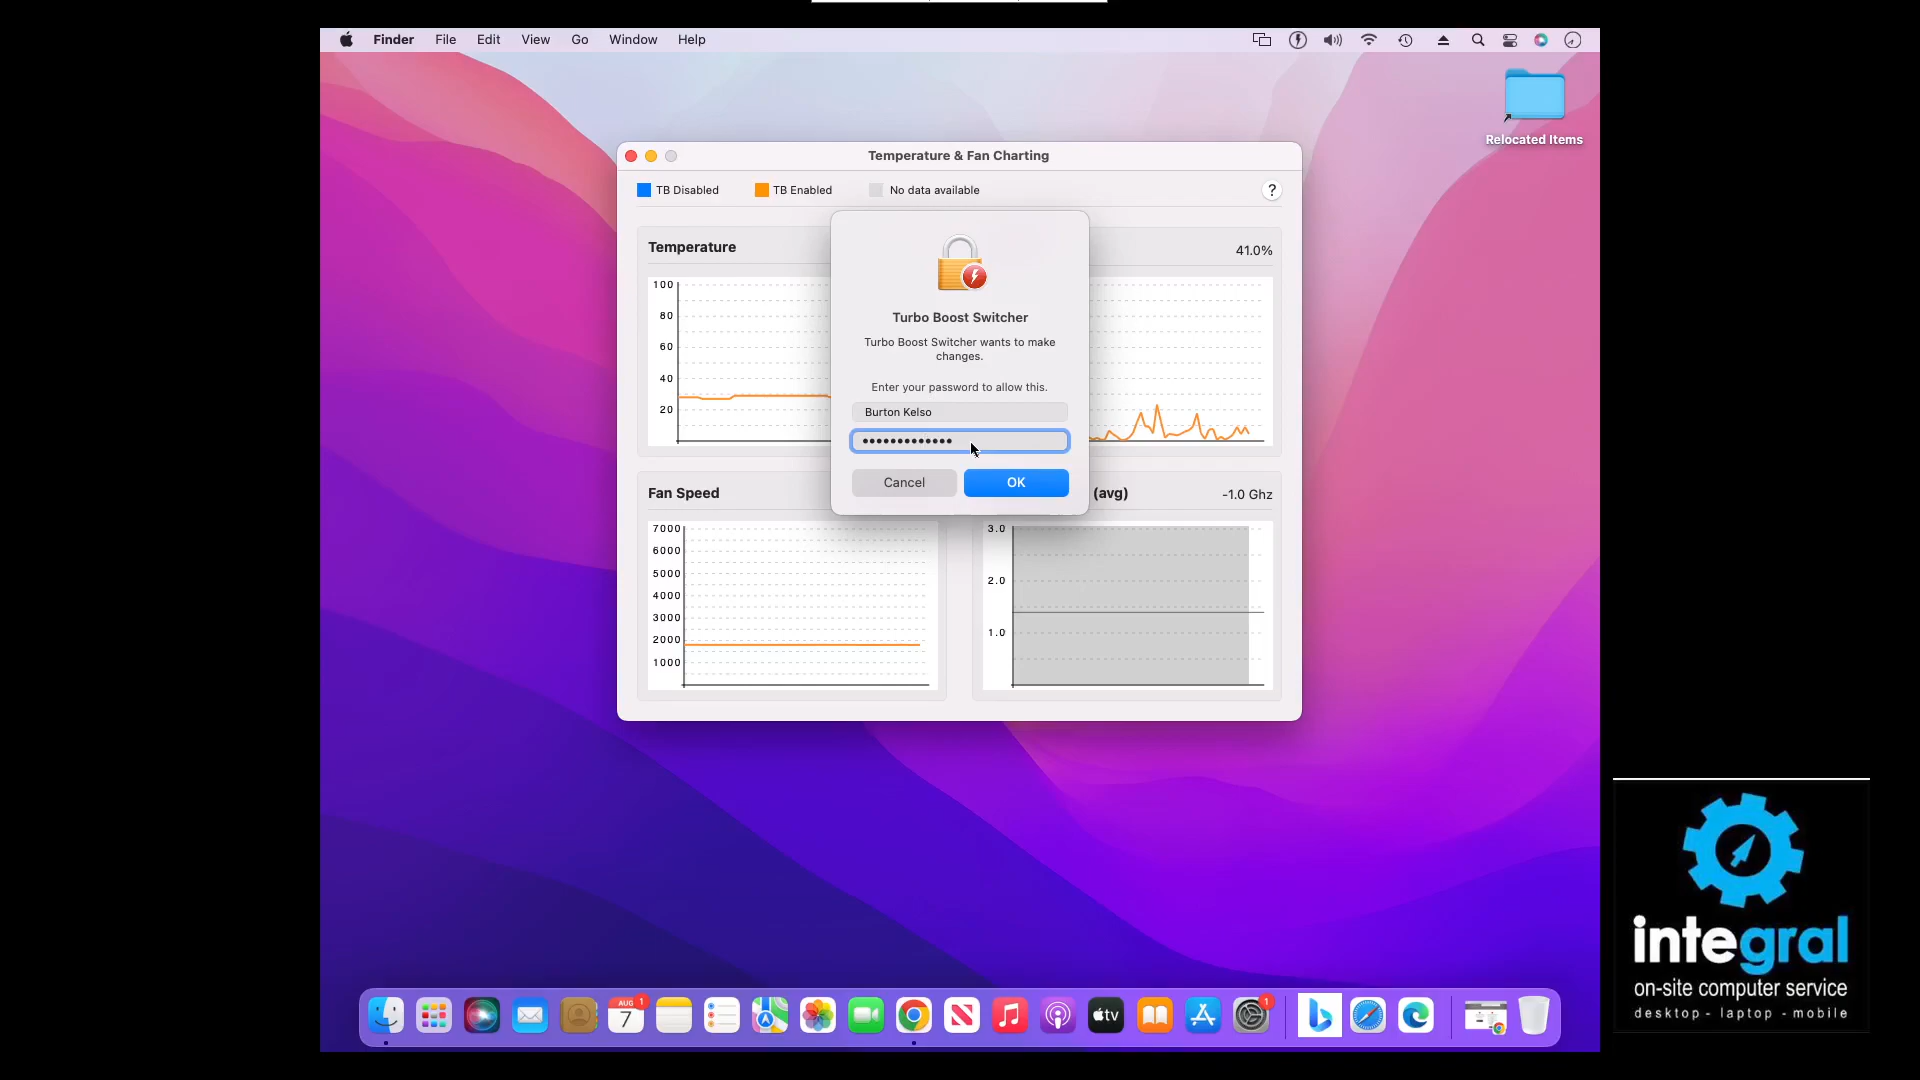 Finder File Edit View Go Window Help
Relocated Items
Temperature & Fan Charting
TB Disabled TB Enabled No data available ?
Temperature
41.0%
100
80
60
40
20
Turbo Boost Switcher
Turbo Boost Switcher wants to make
changes.
Enter your password to allow this.
Burton Kelso
•••••••••••••
Cancel OK
Fan Speed
(avg) -1.0 Ghz
7000
6000
5000
4000
3000
2000
1000
3.0
2.0
1.0
AUG 1
7
tv
1
integral
on-site computer service
desktop - laptop - mobile